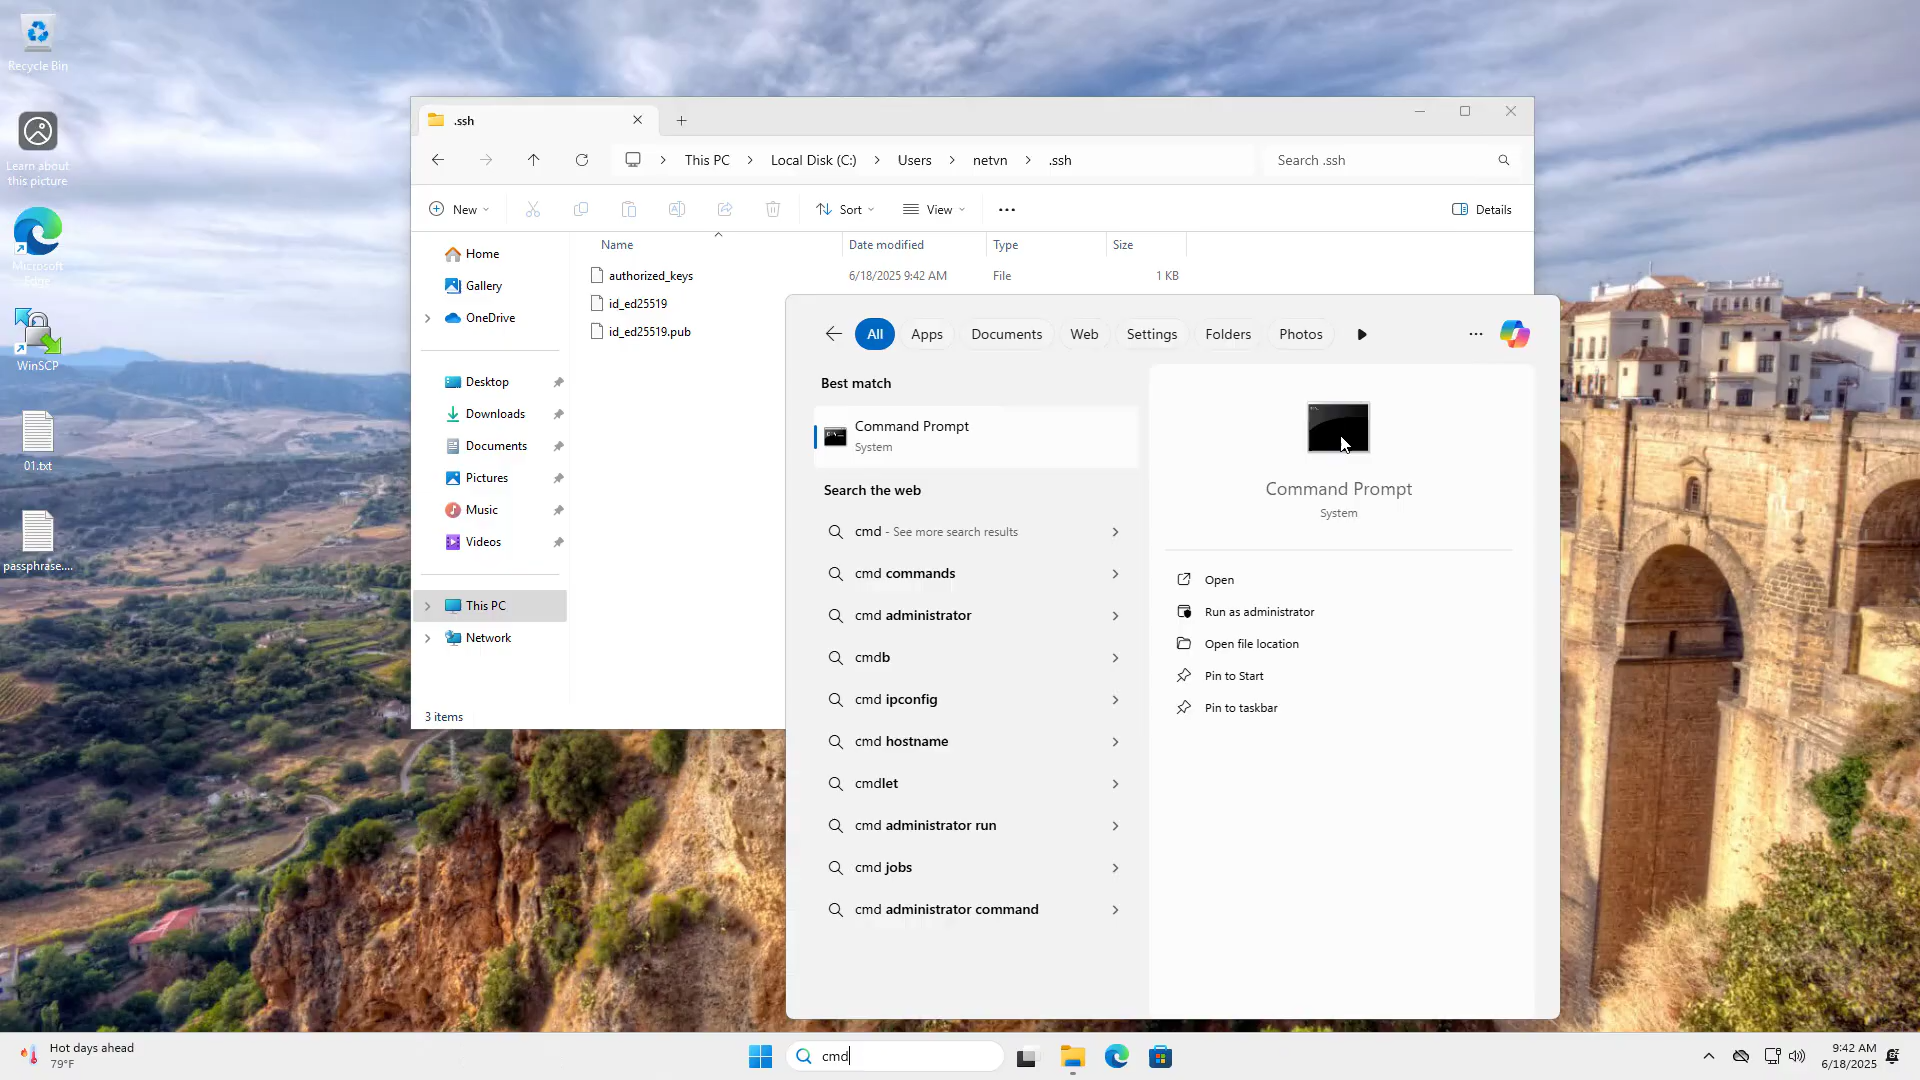 Recycle Bin
Learn about
this picture
Microsoft
Edge
WinSCP
01.txt
passphrase....
.ssh
This PC
Local Disk (C:)
Users
netvn
.ssh
Search .ssh
New
Sort
View
Details
Name
Date modified
Type
Size
authorized_keys
6/18/2025 9:42 AM
File
1 KB
id_ed25519
id_ed25519.pub
Home
Gallery
OneDrive
Desktop
Downloads
Documents
Pictures
Music
Videos
This PC
Network
3 items
All
Apps
Documents
Web
Settings
Folders
Photos
Best match
Command Prompt
System
Search the web
cmd - See more search results
cmd commands
cmd administrator
cmdb
cmd ipconfig
cmd hostname
cmdlet
cmd administrator run
cmd jobs
cmd administrator command
Command Prompt
System
Open
Run as administrator
Open file location
Pin to Start
Pin to taskbar
Hot days ahead
79°F
cmd
9:42 AM
6/18/2025